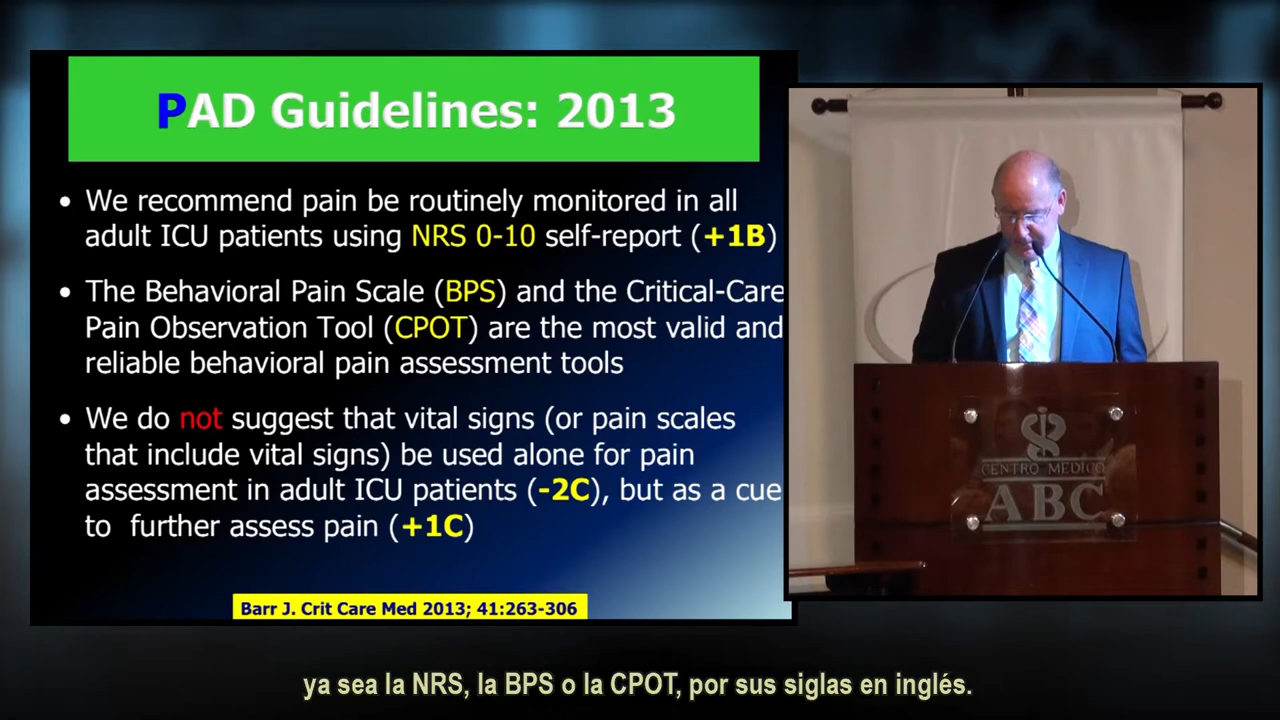 PAD Guidelines: 2013
• We recommend pain be routinely monitored in all
adult ICU patients using NRS 0-10 self-report (+1B)
• The Behavioral Pain Scale (BPS) and the Critical-Care
Pain Observation Tool (CPOT) are the most valid and
reliable behavioral pain assessment tools
• We do not suggest that vital signs (or pain scales
that include vital signs) be used alone for pain
assessment in adult ICU patients (-2C), but as a cue
to further assess pain (+1C)
Barr J. Crit Care Med 2013; 41:263-306
CENTRO MEDICO
ABC
ya sea la NRS, la BPS o la CPOT, por sus siglas en inglés.